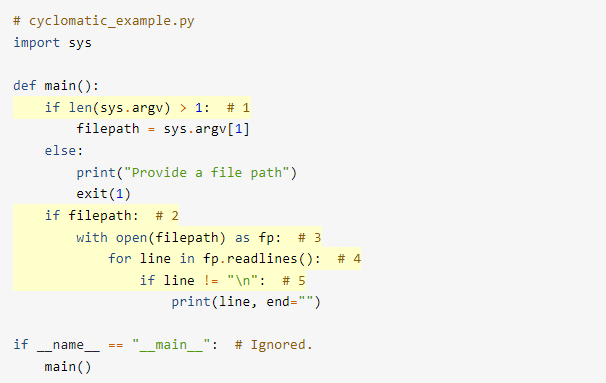 # cyclomatic_example.py
import sys

def main():
    if len(sys.argv) > 1:  # 1
        filepath = sys.argv[1]
    else:
        print("Provide a file path")
        exit(1)
    if filepath:  # 2
        with open(filepath) as fp:  # 3
            for line in fp.readlines():  # 4
                if line != "\n":  # 5
                    print(line, end="")

if __name__ == "__main__":  # Ignored.
    main()